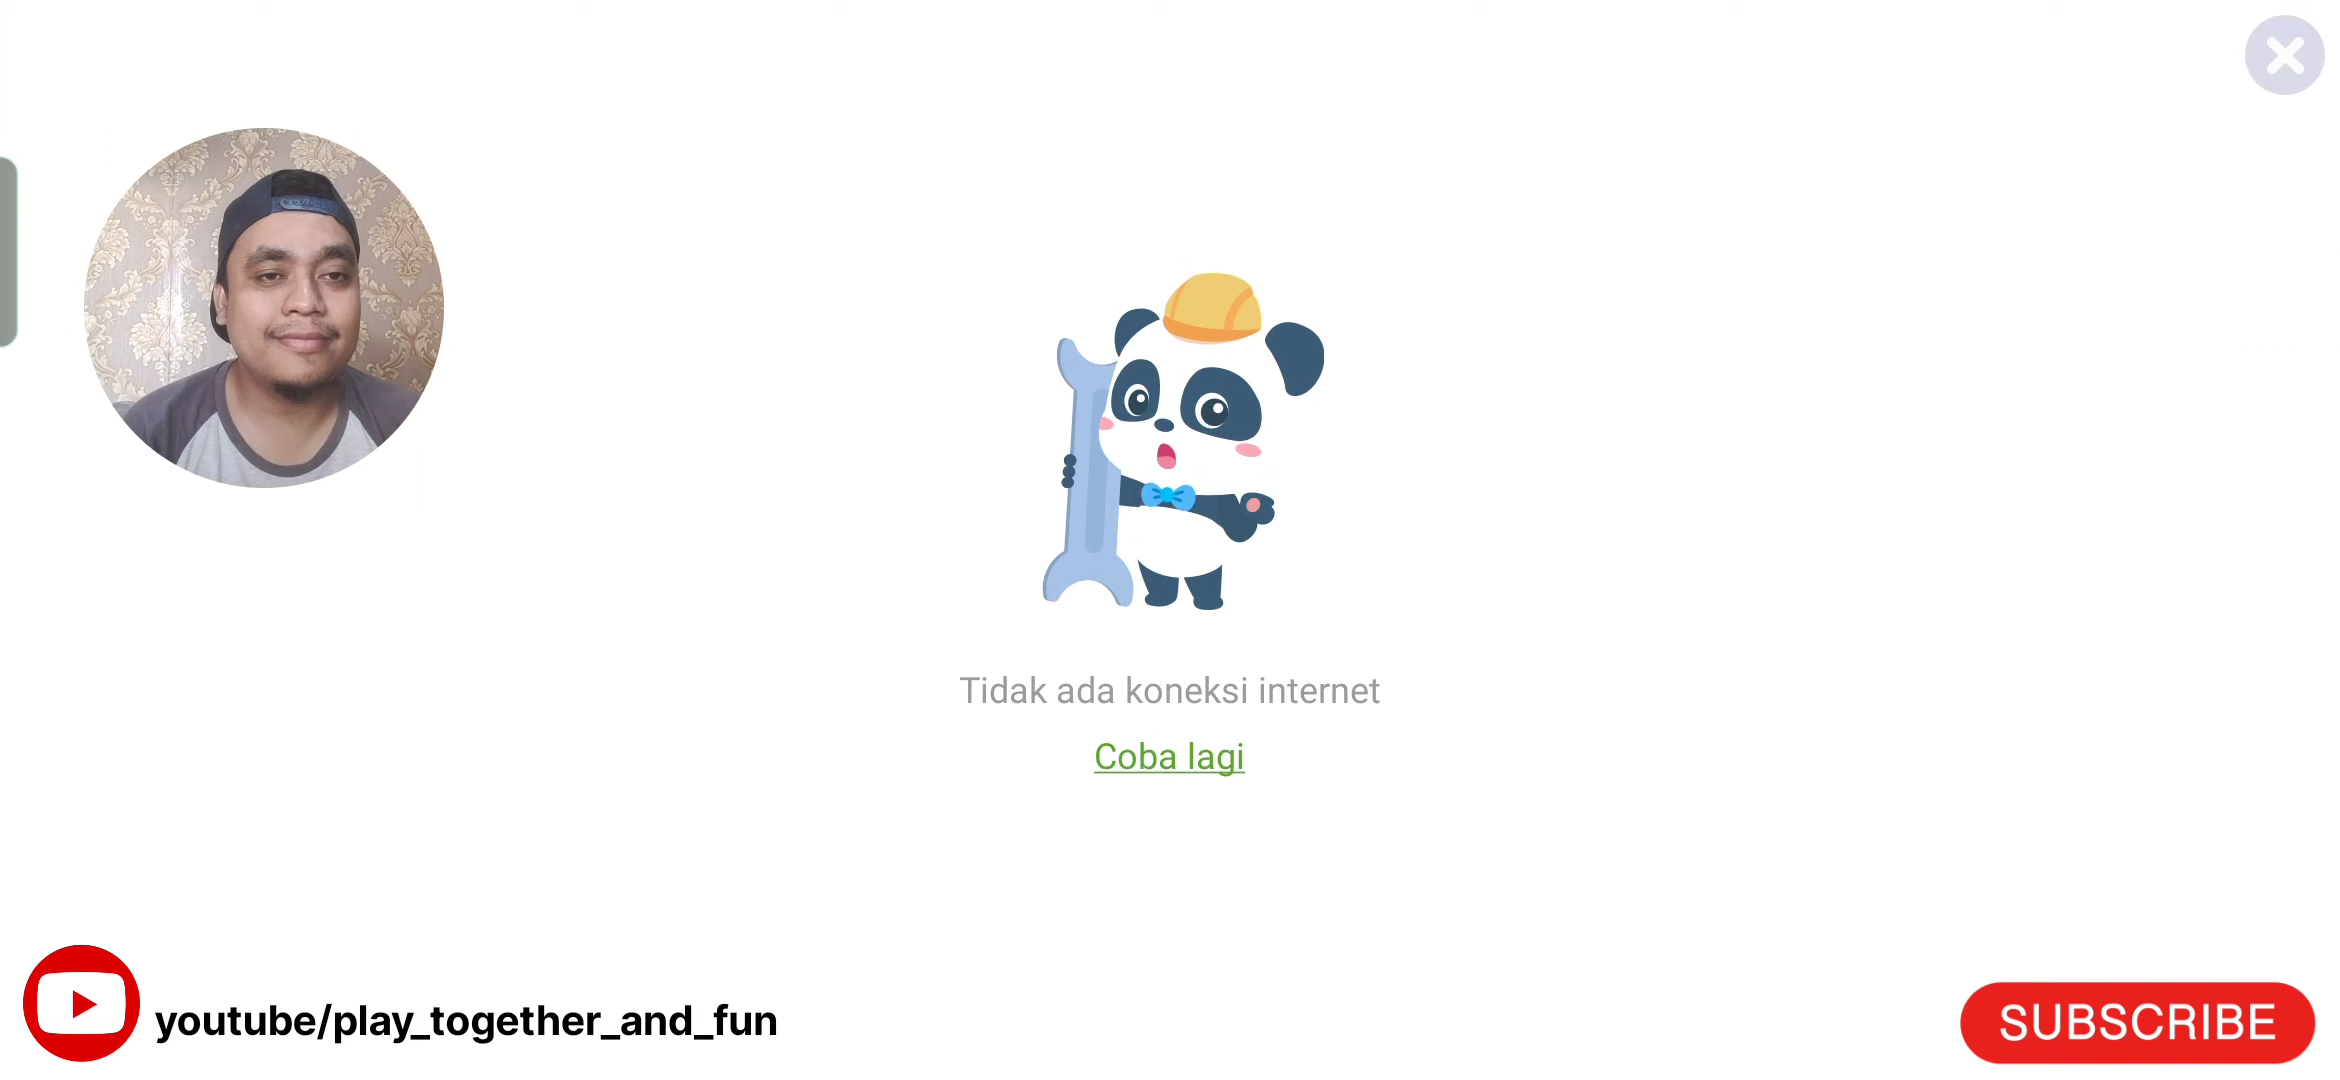 Tidak ada koneksi internet
Coba lagi
youtube/play_together_and_fun
SUBSCRIBE